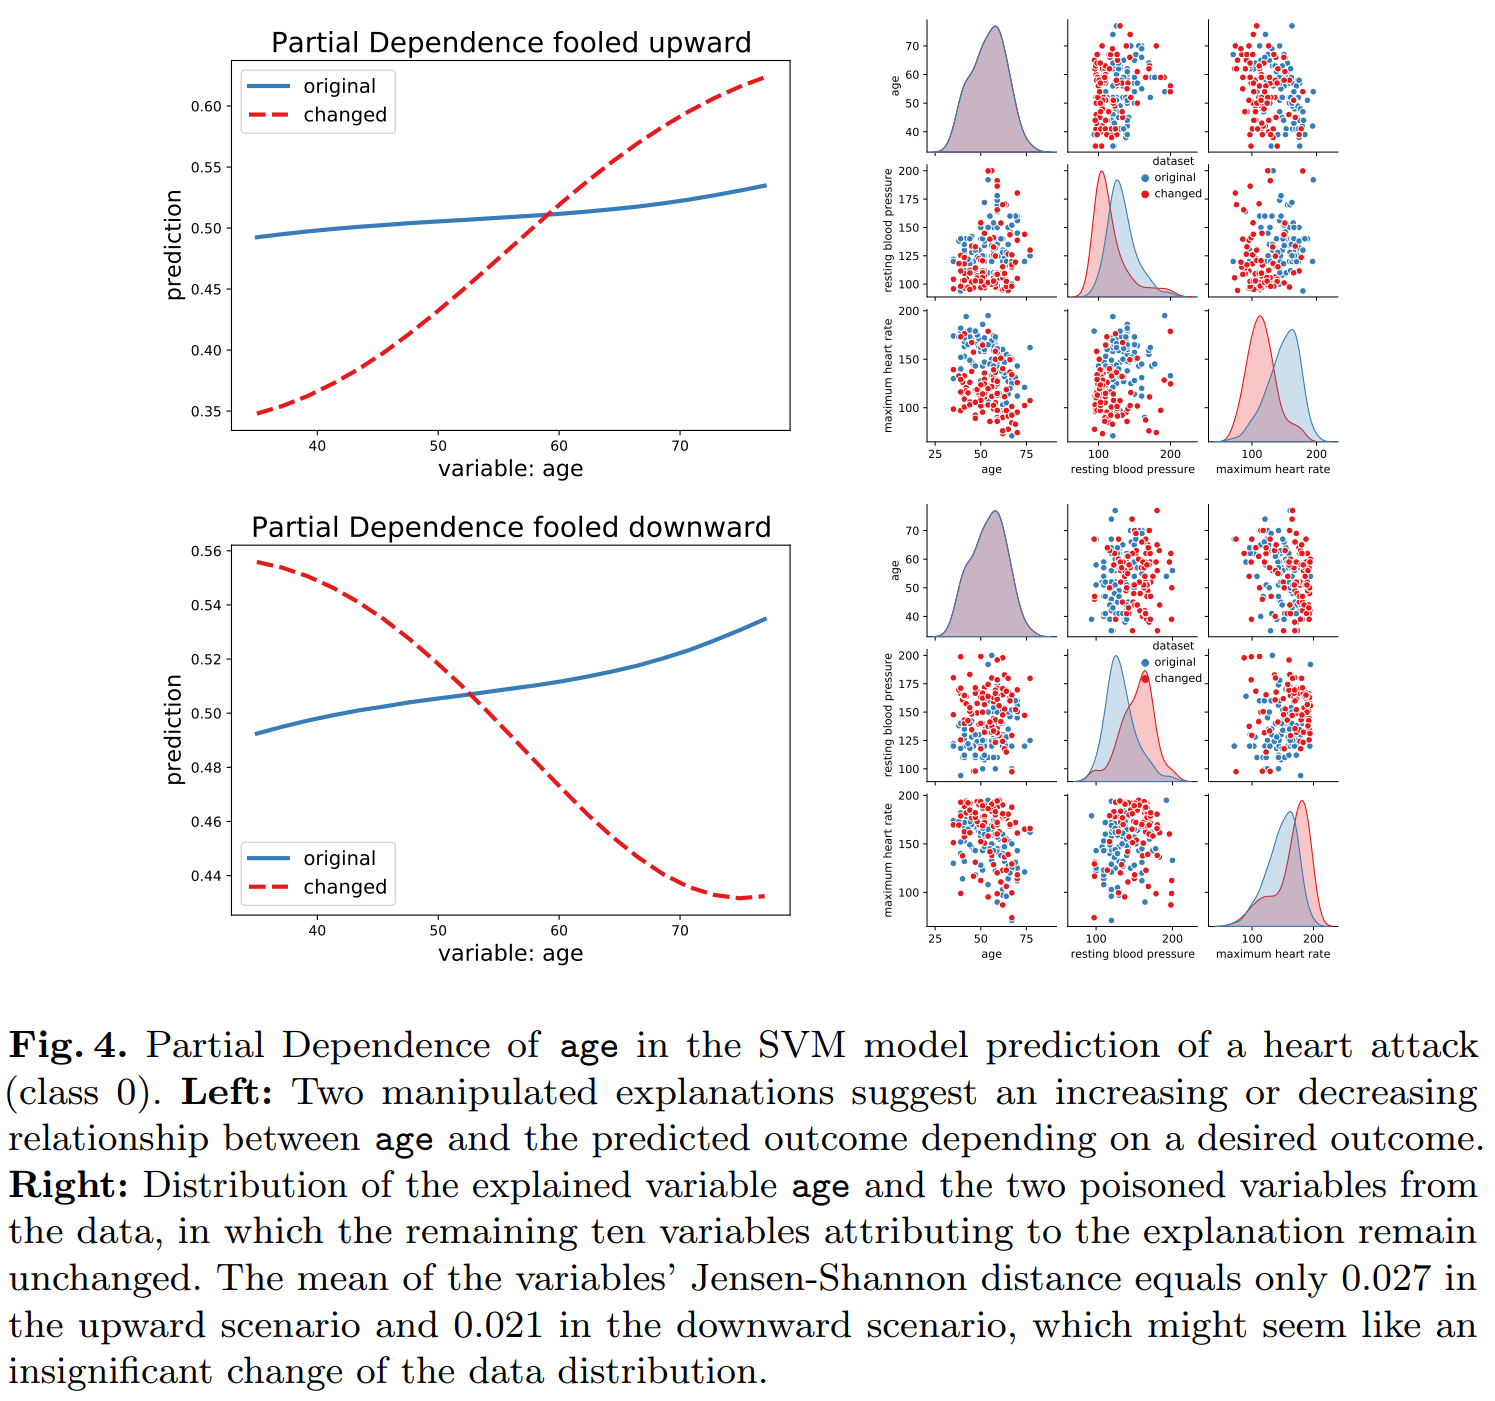 Partial Dependence fooled upward
original
changed
0.60
0.55
0.50
0.45
0.40
0.35
prediction
40 50 60 70
variable: age
70
60
50
40
age
200
175
150
125
100
resting blood pressure
dataset
original
changed
200
150
100
maximum heart rate
25 50 75
100 200
100 200
age
resting blood pressure
maximum heart rate
Partial Dependence fooled downward
0.56
0.54
0.52
0.50
0.48
0.46
0.44
prediction
original
changed
40 50 60 70
variable: age
70
60
50
40
age
200
175
150
125
100
resting blood pressure
dataset
original
changed
200
150
100
maximum heart rate
25 50 75
100 200
100 200
age
resting blood pressure
maximum heart rate
Fig. 4. Partial Dependence of age in the SVM model prediction of a heart attack
(class 0). Left: Two manipulated explanations suggest an increasing or decreasing
relationship between age and the predicted outcome depending on a desired outcome.
Right: Distribution of the explained variable age and the two poisoned variables from
the data, in which the remaining ten variables attributing to the explanation remain
unchanged. The mean of the variables' Jensen-Shannon distance equals only 0.027 in
the upward scenario and 0.021 in the downward scenario, which might seem like an
insignificant change of the data distribution.